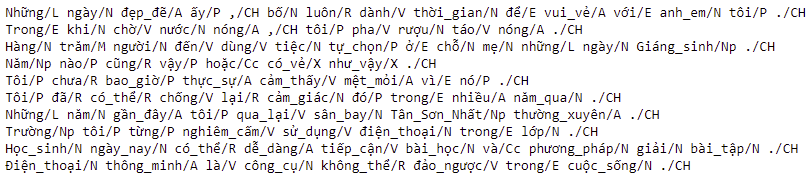 Những/L ngày/N đẹp_đẽ/A ấy/P ,/CH bố/N luôn/R dành/V thời_gian/N để/E vui_vẻ/A với/E anh_em/N tôi/P ./CH
Trong/E khi/N chờ/V nước/N nóng/A ,/CH tôi/P pha/V rượu/N táo/V nóng/A ./CH
Hàng/N trăm/M người/N đến/V dùng/V tiệc/N tự_chọn/P ở/E chỗ/N mẹ/N những/L ngày/N Giáng_sinh/Np ./CH
Năm/Np nào/P cũng/R vậy/P hoặc/Cc có_vẻ/X như_vậy/X ./CH
Tôi/P chưa/R bao_giờ/P thực_sự/A cảm_thấy/V mệt_mỏi/A vì/E nó/P ./CH
Tôi/P đã/R có_thể/R chống/V lại/R cảm_giác/N đó/P trong/E nhiều/A năm_qua/N ./CH
Những/L năm/N gần_đây/A tôi/P qua_lại/V sân_bay/N Tân_Sơn_Nhất/Np thường_xuyên/A ./CH
Trường/Np tôi/P từng/P nghiêm_cấm/V sử_dụng/V điện_thoại/N trong/E lớp/N ./CH
Học_sinh/N ngày_nay/N có_thể/R dễ_dàng/A tiếp_cận/V bài_học/N và/Cc phương_pháp/N giải/N bài_tập/N ./CH
Điện_thoại/N thông_minh/A là/V công_cụ/N không_thể/R đảo_ngược/V trong/E cuộc_sống/N ./CH